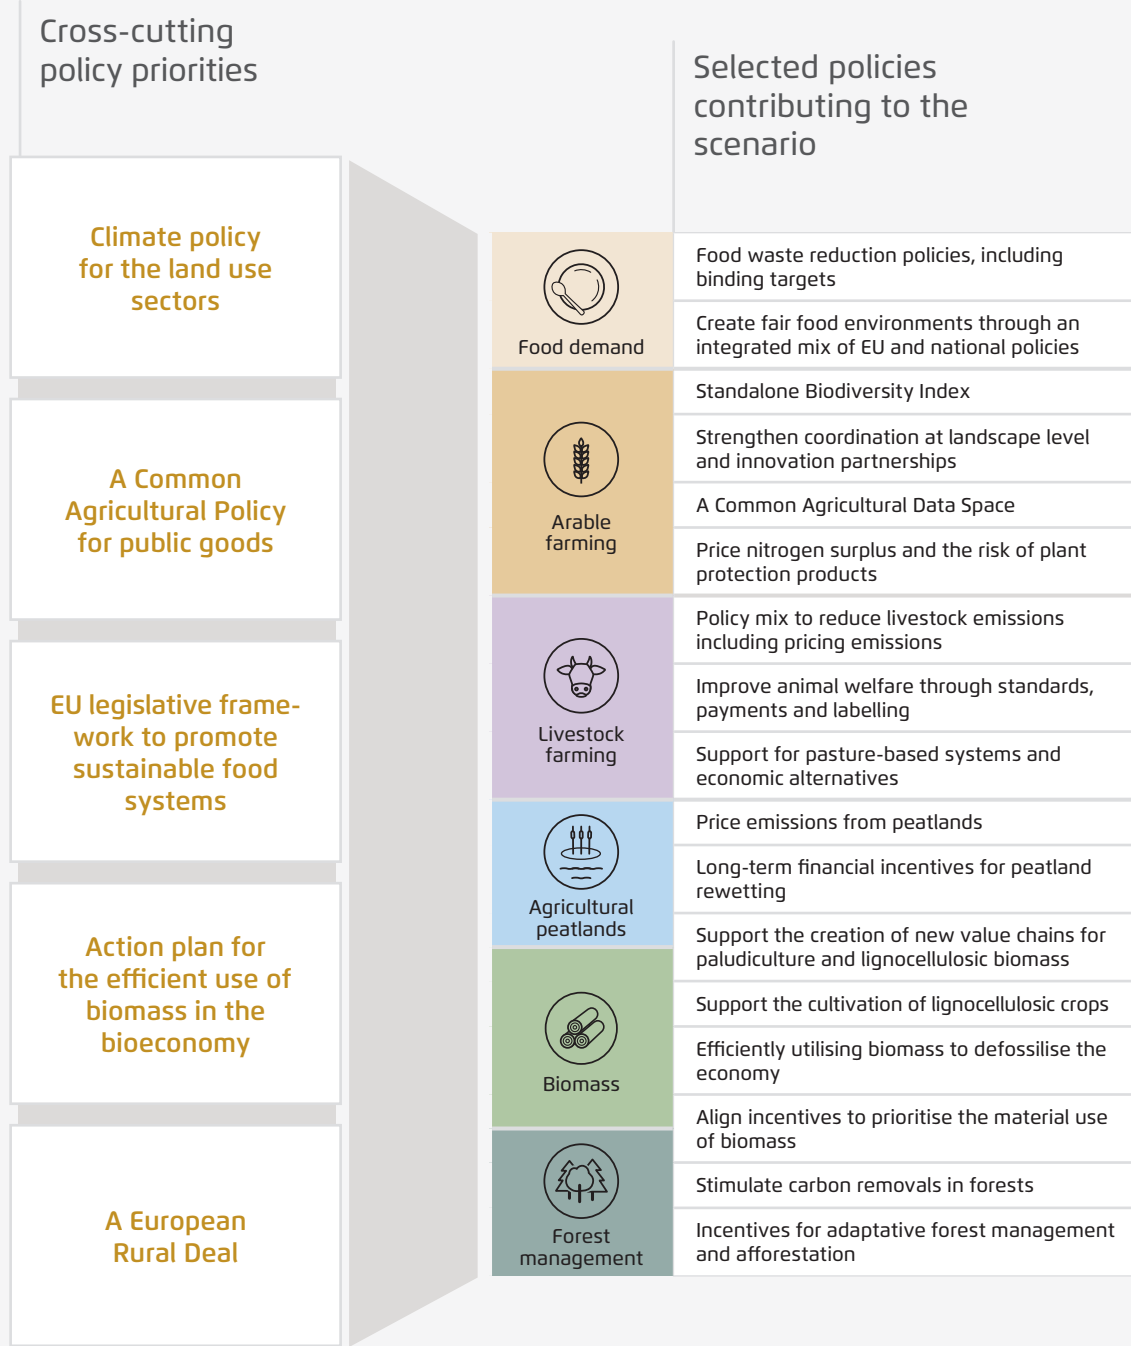 Cross-cutting
policy priorities
Climate policy
for the land use
sectors
A Common
Agricultural Policy
for public goods
EU legislative frame-
work to promote
sustainable food
systems
Action plan for
the efficient use of
biomass in the
bioeconomy
A European
Rural Deal
Selected policies
contributing to the
scenario
Food demand
Food waste reduction policies, including
binding targets
Create fair food environments through an
integrated mix of EU and national policies
Arable
farming
Standalone Biodiversity Index
Strengthen coordination at landscape level
and innovation partnerships
A Common Agricultural Data Space
Price nitrogen surplus and the risk of plant
protection products
Livestock
farming
Policy mix to reduce livestock emissions
including pricing emissions
Improve animal welfare through standards,
payments and labelling
Support for pasture-based systems and
economic alternatives
Agricultural
peatlands
Price emissions from peatlands
Long-term financial incentives for peatland
rewetting
Support the creation of new value chains for
paludiculture and lignocellulosic biomass
Biomass
Support the cultivation of lignocellulosic crops
Efficiently utilising biomass to defossilise the
economy
Align incentives to prioritise the material use
of biomass
Forest
management
Stimulate carbon removals in forests
Incentives for adaptative forest management
and afforestation